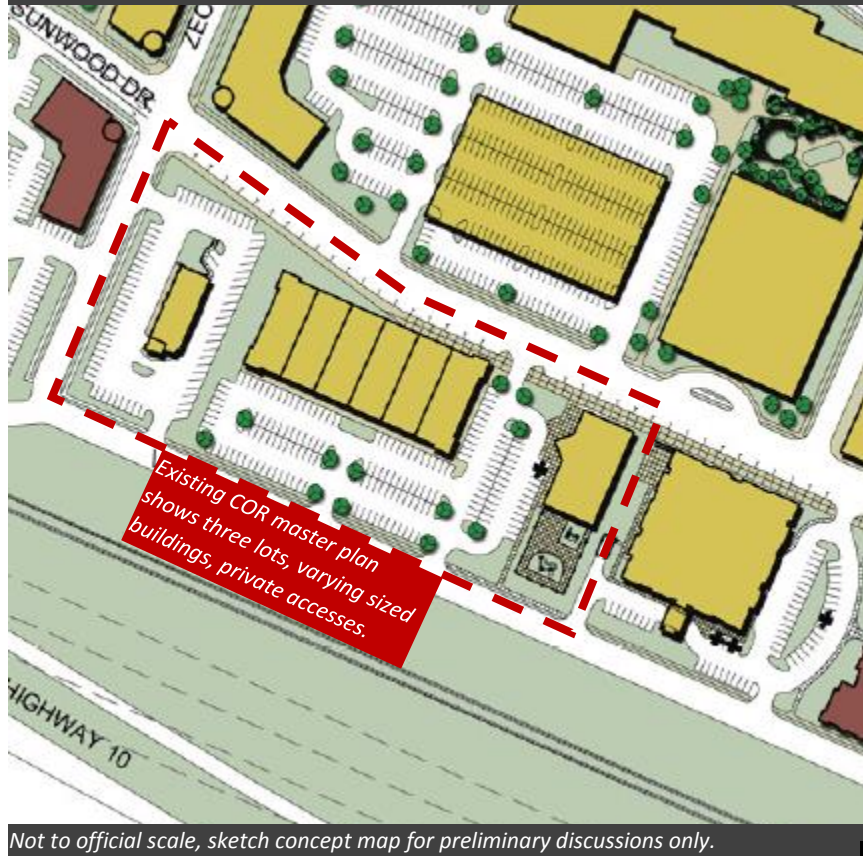 SUNWOOD DR
ZEO
Existing COR master plan
shows three lots, varying sized
buildings, private accesses.
HIGHWAY 10
Not to official scale, sketch concept map for preliminary discussions only.